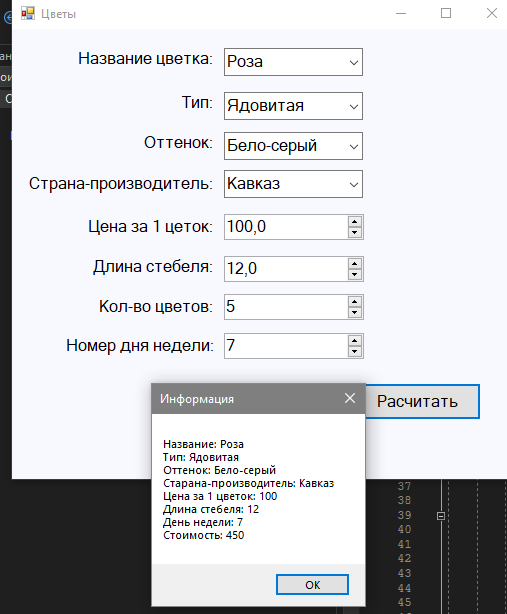 Цветы
Название цветка: Роза
Тип: Ядовитая
Оттенок: Бело-серый
Страна-производитель: Кавказ
Цена за 1 цеток: 100,0
Длина стебеля: 12,0
Кол-во цветов: 5
Номер дня недели: 7
Расчитать
Информация
Название: Роза
Тип: Ядовитая
Оттенок: Бело-серый
Старана-производитель: Кавказ
Цена за 1 цветок: 100
Длина стебеля: 12
День недели: 7
Стоимость: 450
OK
37
38
39
40
41
42
43
44
45